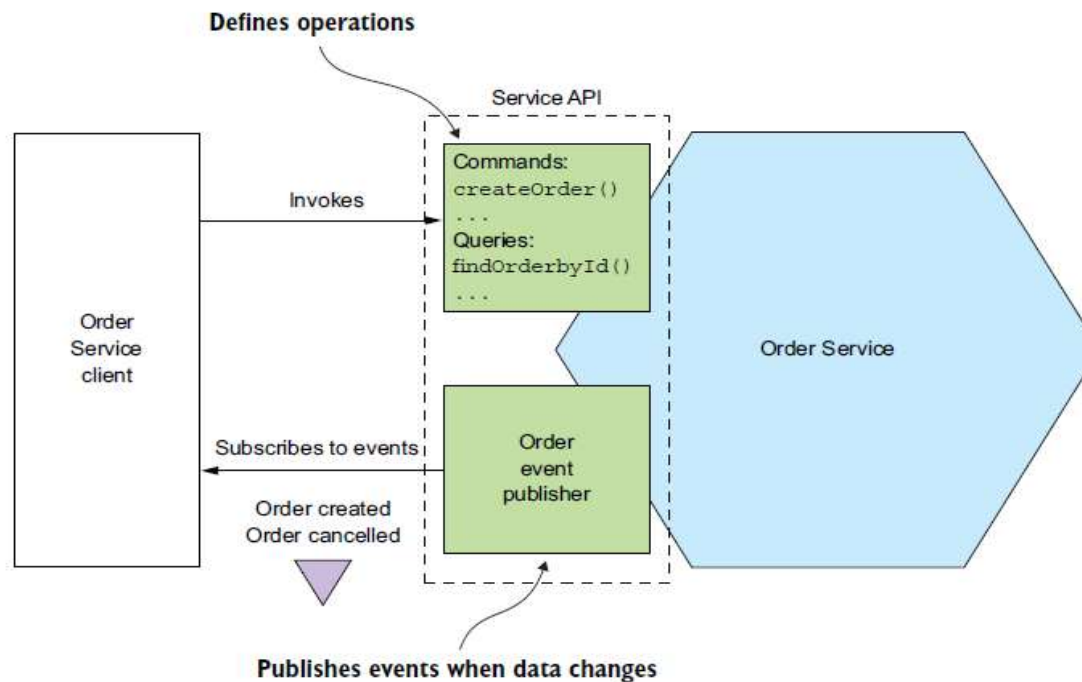 Defines operations
Service API
Commands:
createOrder()
...
Queries:
findOrderbyId()
...
Invokes
Order
Service
client
Order Service
Subscribes to events
Order
event
publisher
Order created
Order cancelled
Publishes events when data changes